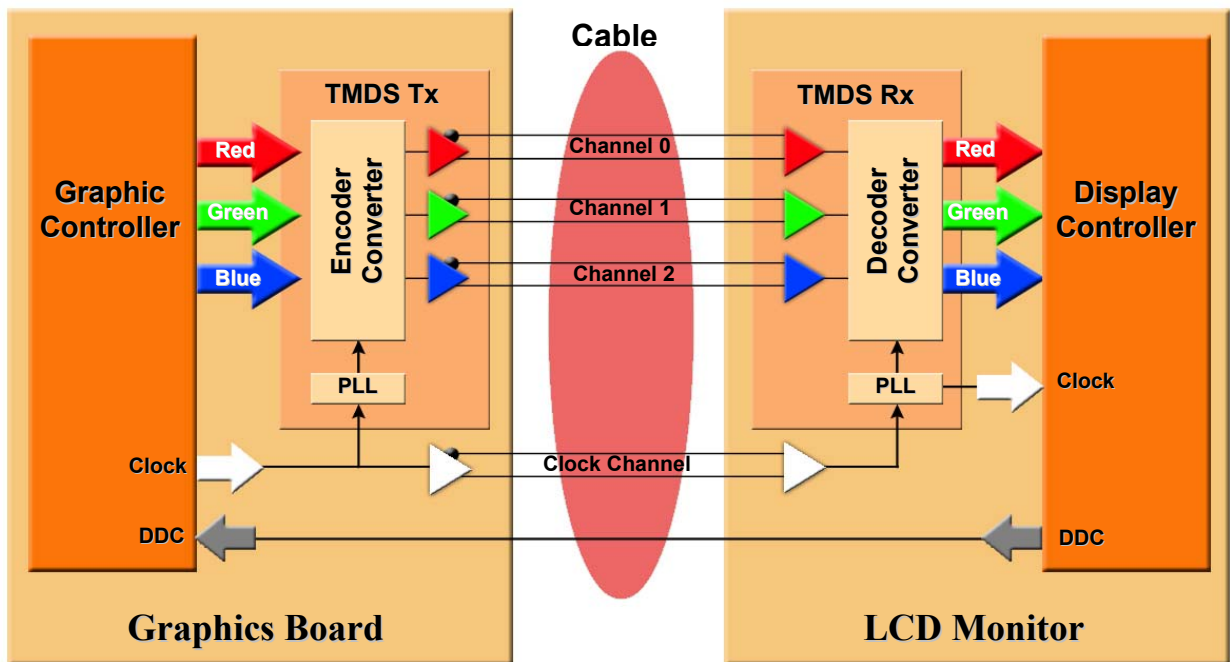 Cable
TMDS Tx
TMDS Rx
Graphic
Controller
Red
Green
Blue
Encoder
Converter
Channel 0
Channel 1
Channel 2
Decoder
Converter
Red
Green
Blue
Display
Controller
PLL
PLL
Clock
Clock
Clock Channel
DDC
DDC
Graphics Board
LCD Monitor